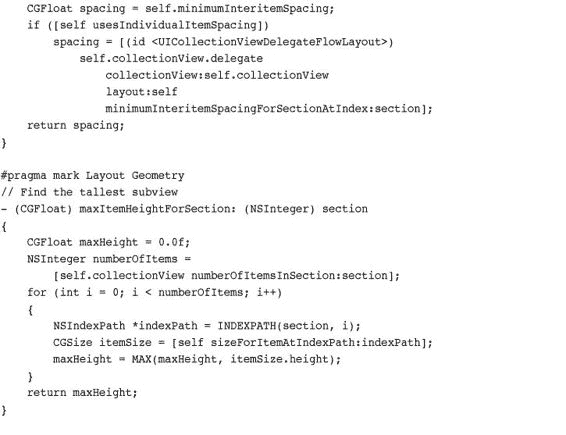 CGFloat spacing = self.minimumInteritemSpacing;
    if ([self usesIndividualItemSpacing])
        spacing = [(id <UICollectionViewDelegateFlowLayout>)
            self.collectionView.delegate
                collectionView:self.collectionView
                layout:self
                minimumInteritemSpacingForSectionAtIndex:section];
    return spacing;
}

#pragma mark Layout Geometry
// Find the tallest subview
- (CGFloat) maxItemHeightForSection: (NSInteger) section
{
    CGFloat maxHeight = 0.0f;
    NSInteger numberOfItems =
        [self.collectionView numberOfItemsInSection:section];
    for (int i = 0; i < numberOfItems; i++)
    {
        NSIndexPath *indexPath = INDEXPATH(section, i);
        CGSize itemSize = [self sizeForItemAtIndexPath:indexPath];
        maxHeight = MAX(maxHeight, itemSize.height);
    }
    return maxHeight;
}